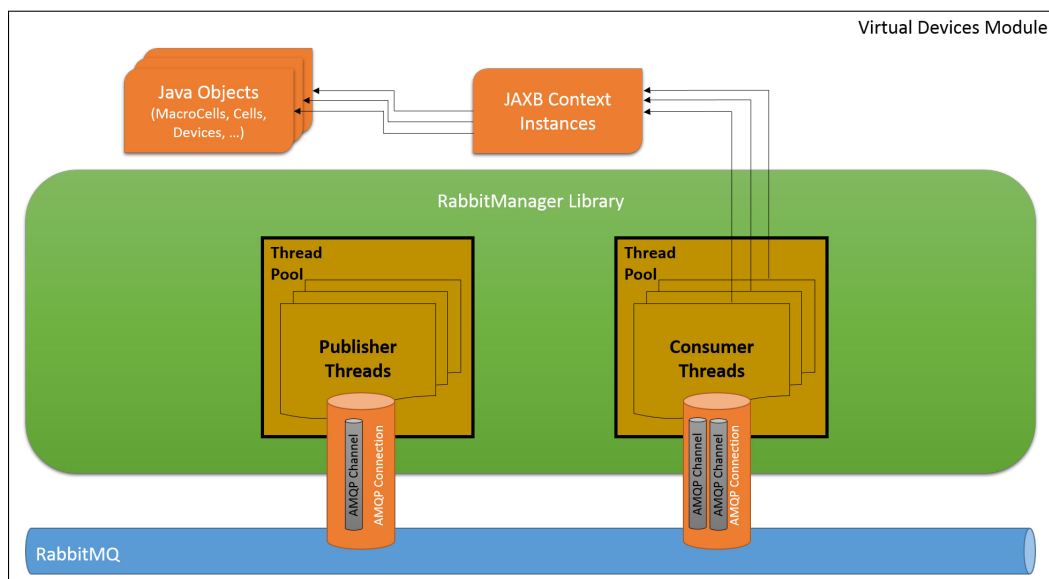 Virtual Devices Module
Java Objects
(MacroCells, Cells,
Devices, ...)
JAXB Context
Instances
RabbitManager Library
Thread
Pool
Publisher
Threads
AMQP Channel
AMQP Connection
Thread
Pool
Consumer
Threads
AMQP Channel
AMQP Channel
AMQP Connection
RabbitMQ